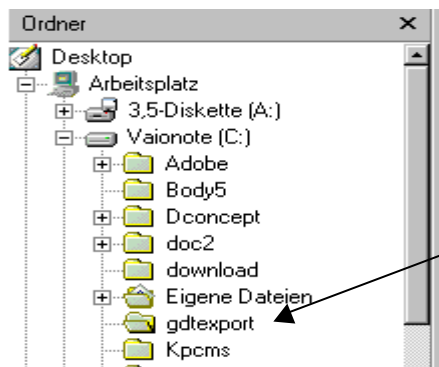 Ordner
Desktop
Arbeitsplatz
3,5-Diskette (A:)
Vaionote (C:)
Adobe
Body5
Dconcept
doc2
download
Eigene Dateien
gdtexport
Kpcms